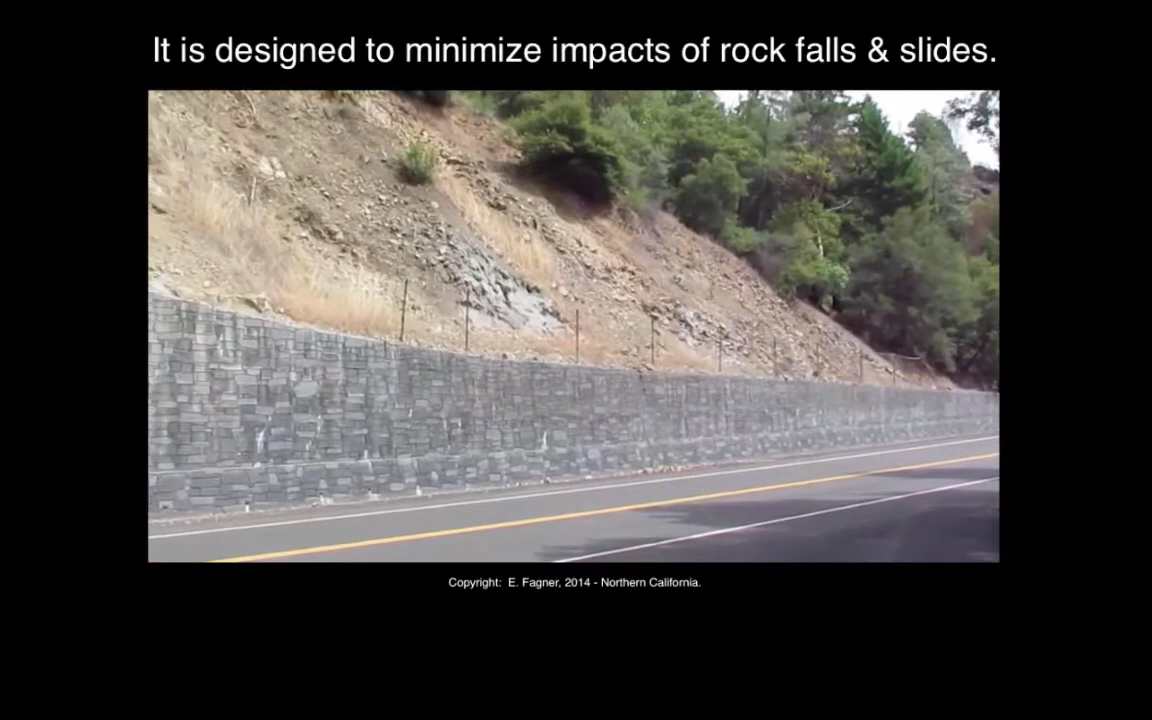 It is designed to minimize impacts of rock falls & slides.
Copyright:  E. Fagner, 2014 - Northern California.